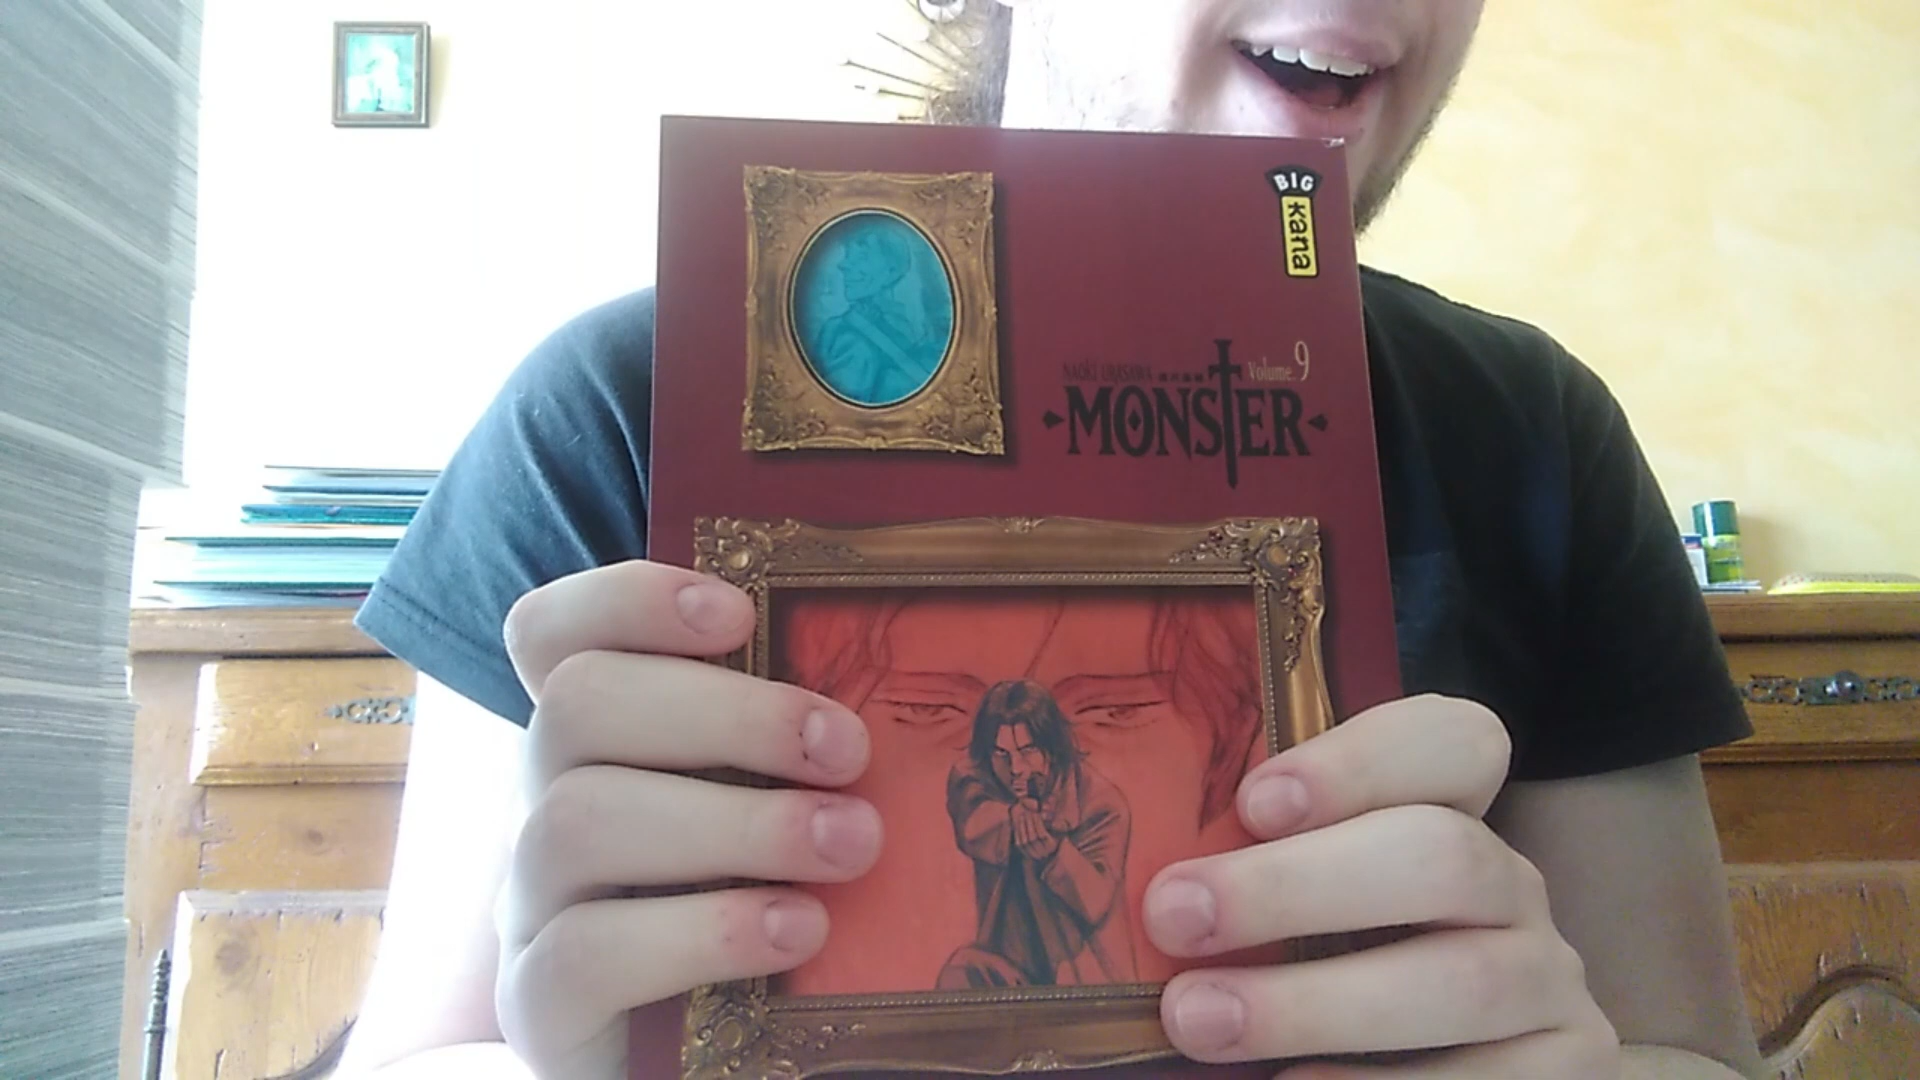 BIG
kana
NAOKI URASAWA
Volume 9
MONSTER